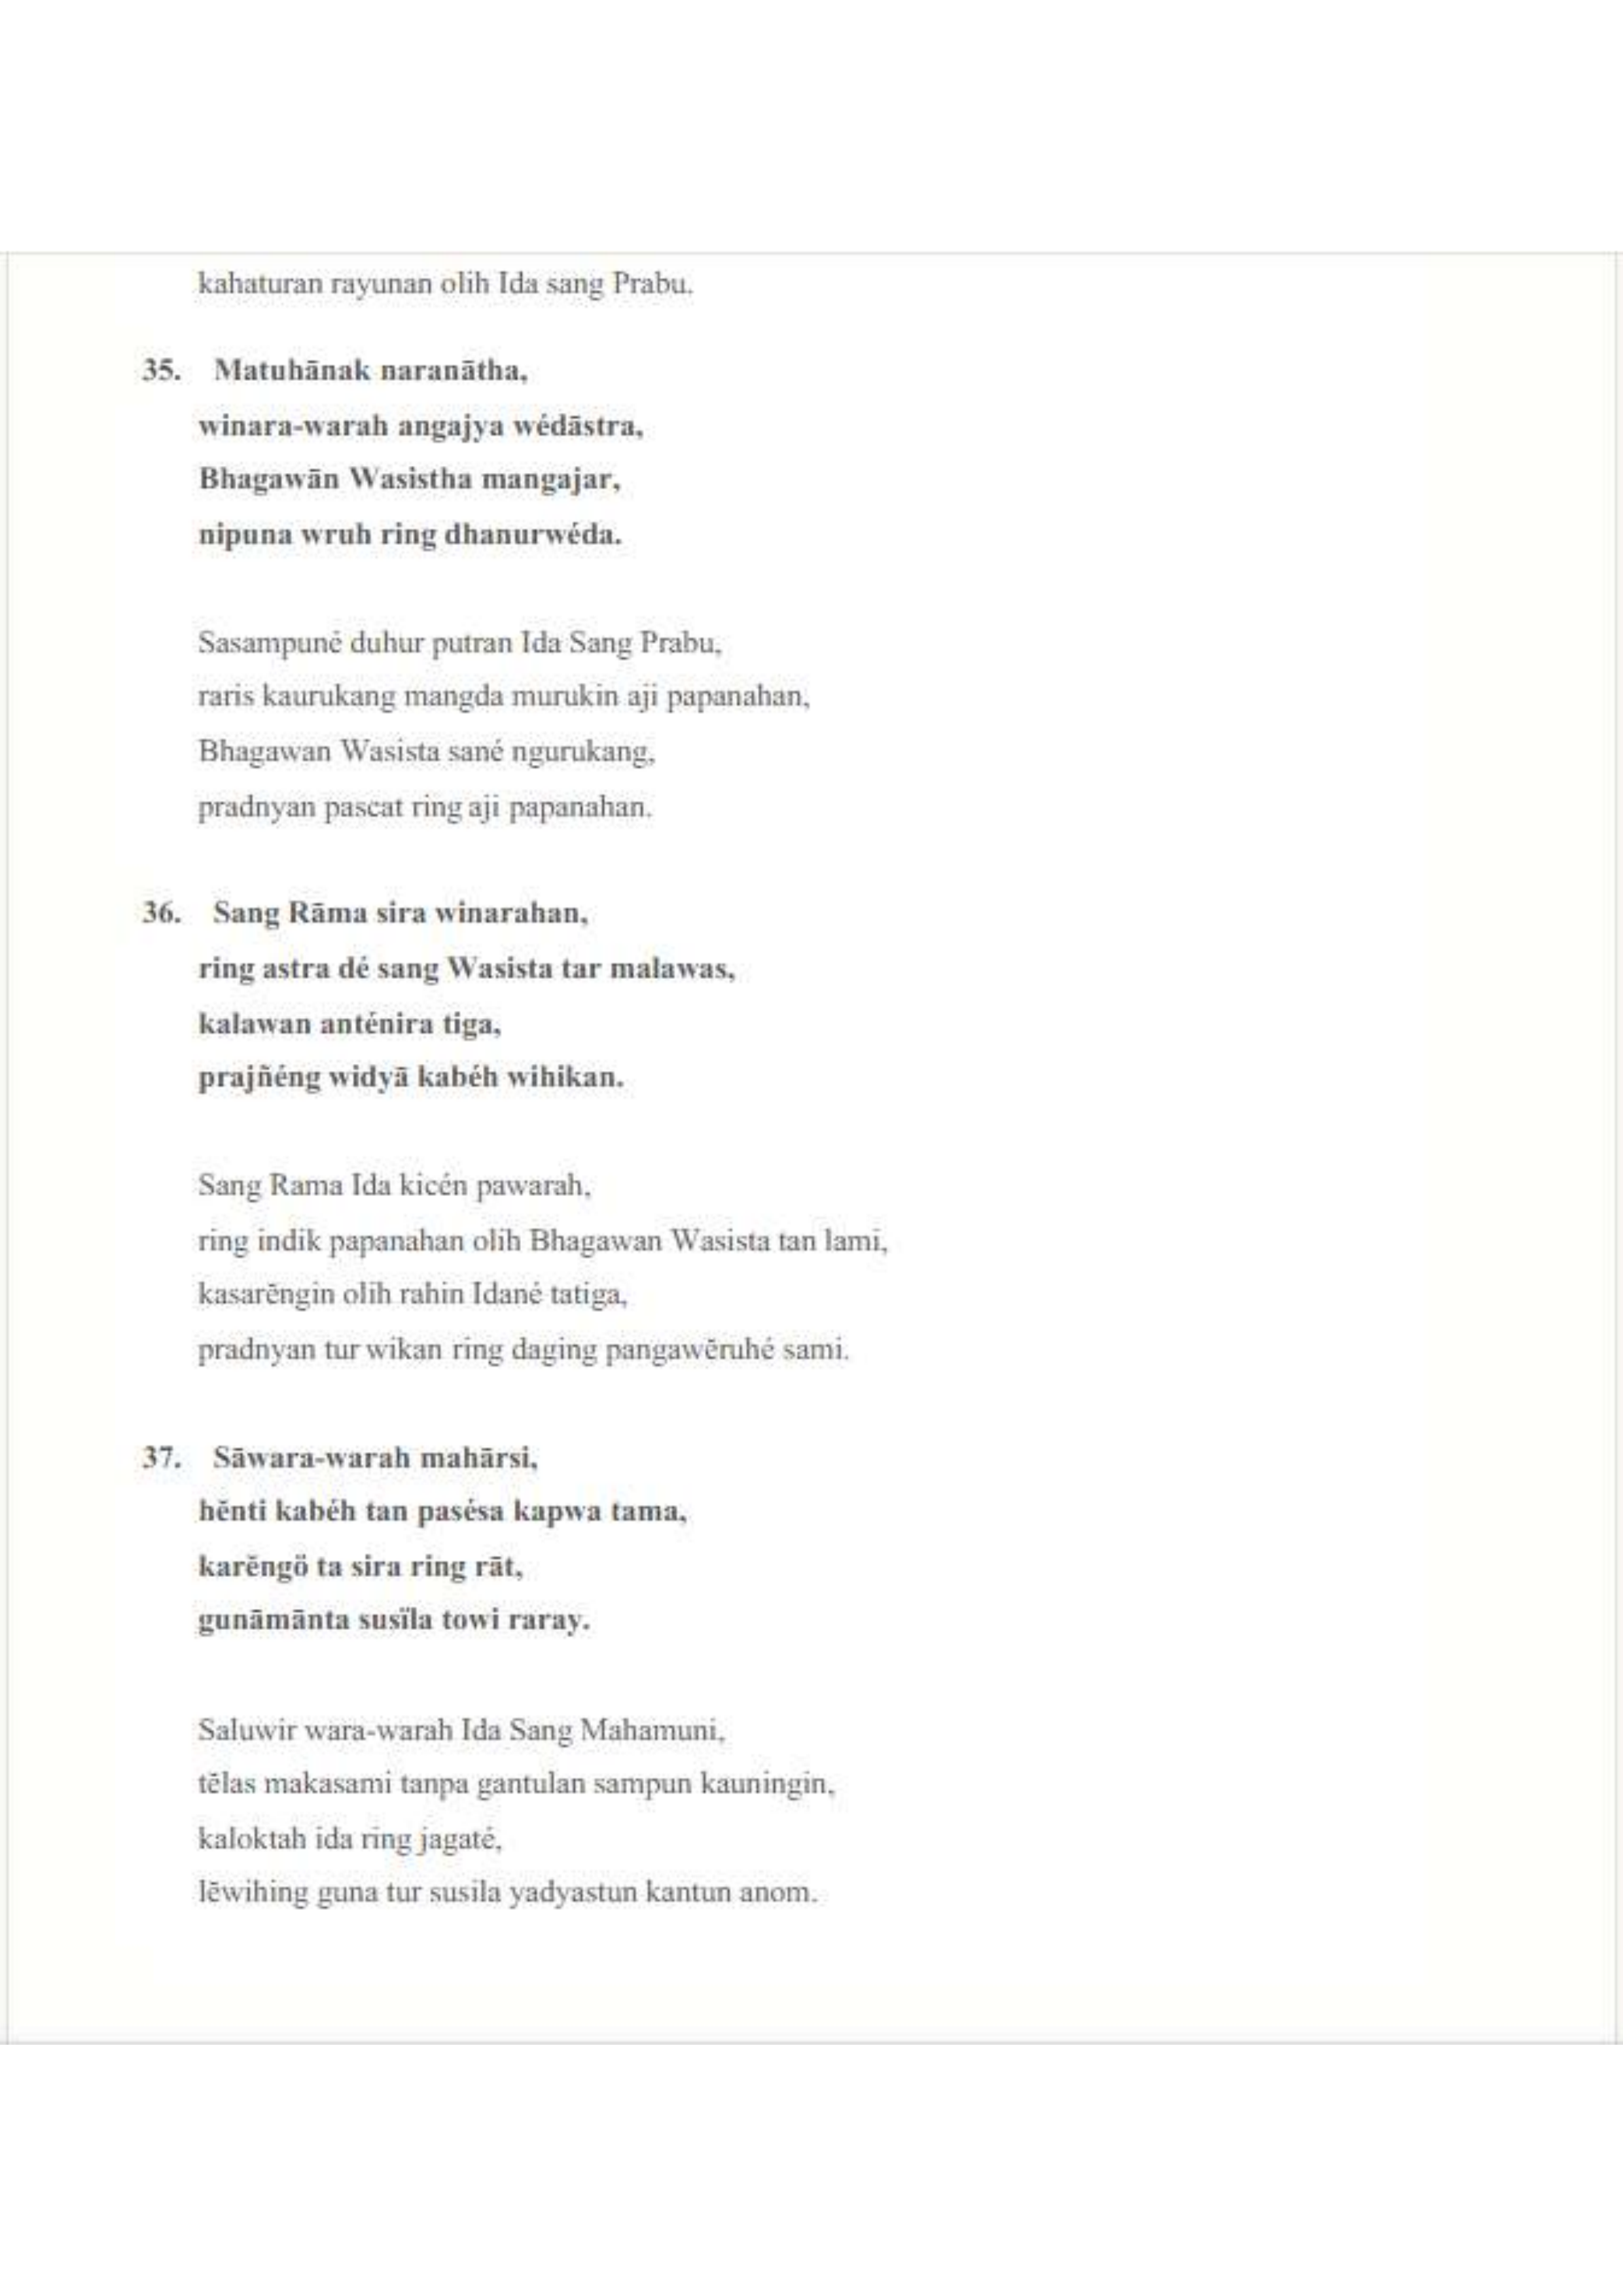 kahaturan rayunan olih Ida sang Prabu.
35. Matuhānak naranātha,
winara-warah angajya wédāstra,
Bhagawān Wasistha mangajar,
nipuna wruh ring dhanurwéda.
Sasampuné duhur putran Ida Sang Prabu,
raris kaurukang mangda murukin aji papanahan,
Bhagawan Wasista sané ngurukang,
pradnyan pascat ring aji papanahan.
36. Sang Rāma sira winarahan,
ring astra dé sang Wasista tar malawas,
kalawan anténira tiga,
prajñéng widyā kabéh wihikan.
Sang Rama Ida kicén pawarah,
ring indik papanahan olih Bhagawan Wasista tan lami,
kasarĕngin olih rahin Idané tatiga,
pradnyan tur wikan ring daging pangawĕruhé sami.
37. Sāwara-warah mahārsi,
hĕnti kabéh tan pasésa kapwa tama,
karĕngö ta sira ring rāt,
gunāmānta susïla towi raray.
Saluwir wara-warah Ida Sang Mahamuni,
tĕlas makasami tanpa gantulan sampun kauningin,
kaloktah ida ring jagaté,
lĕwihing guna tur susila yadyastun kantun anom.